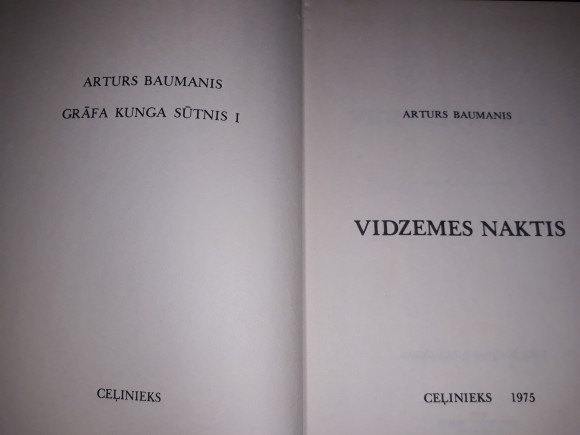 ARTURS BAUMANIS
GRĀFA KUNGA SŪTNIS I
CEĻINIEKS
ARTURS BAUMANIS
VIDZEMES NAKTIS
CEĻINIEKS 1975